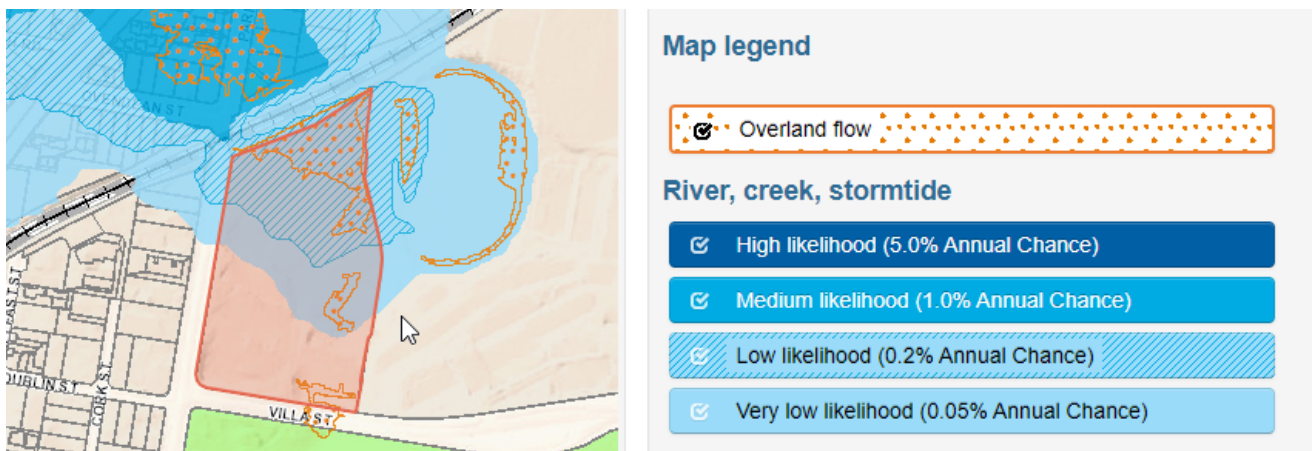 Map legend
Overland flow
River, creek, stormtide
High likelihood (5.0% Annual Chance)
Medium likelihood (1.0% Annual Chance)
Low likelihood (0.2% Annual Chance)
Very low likelihood (0.05% Annual Chance)
EAST ST
DUBLIN ST
CORK ST
VILLA ST